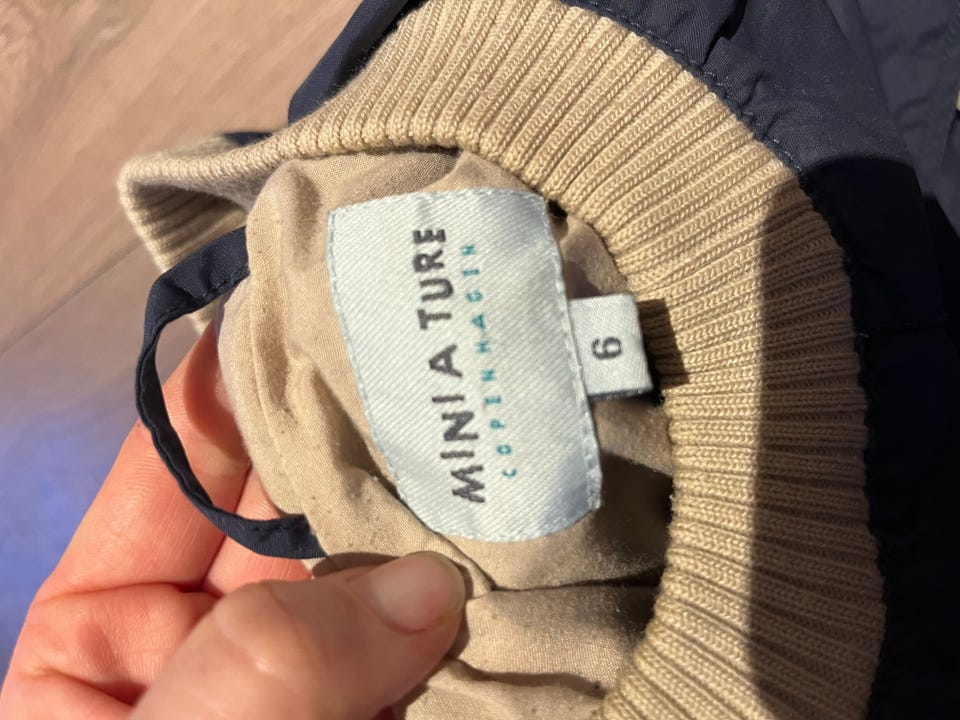 MINI A TURE
COPENHAGEN
6